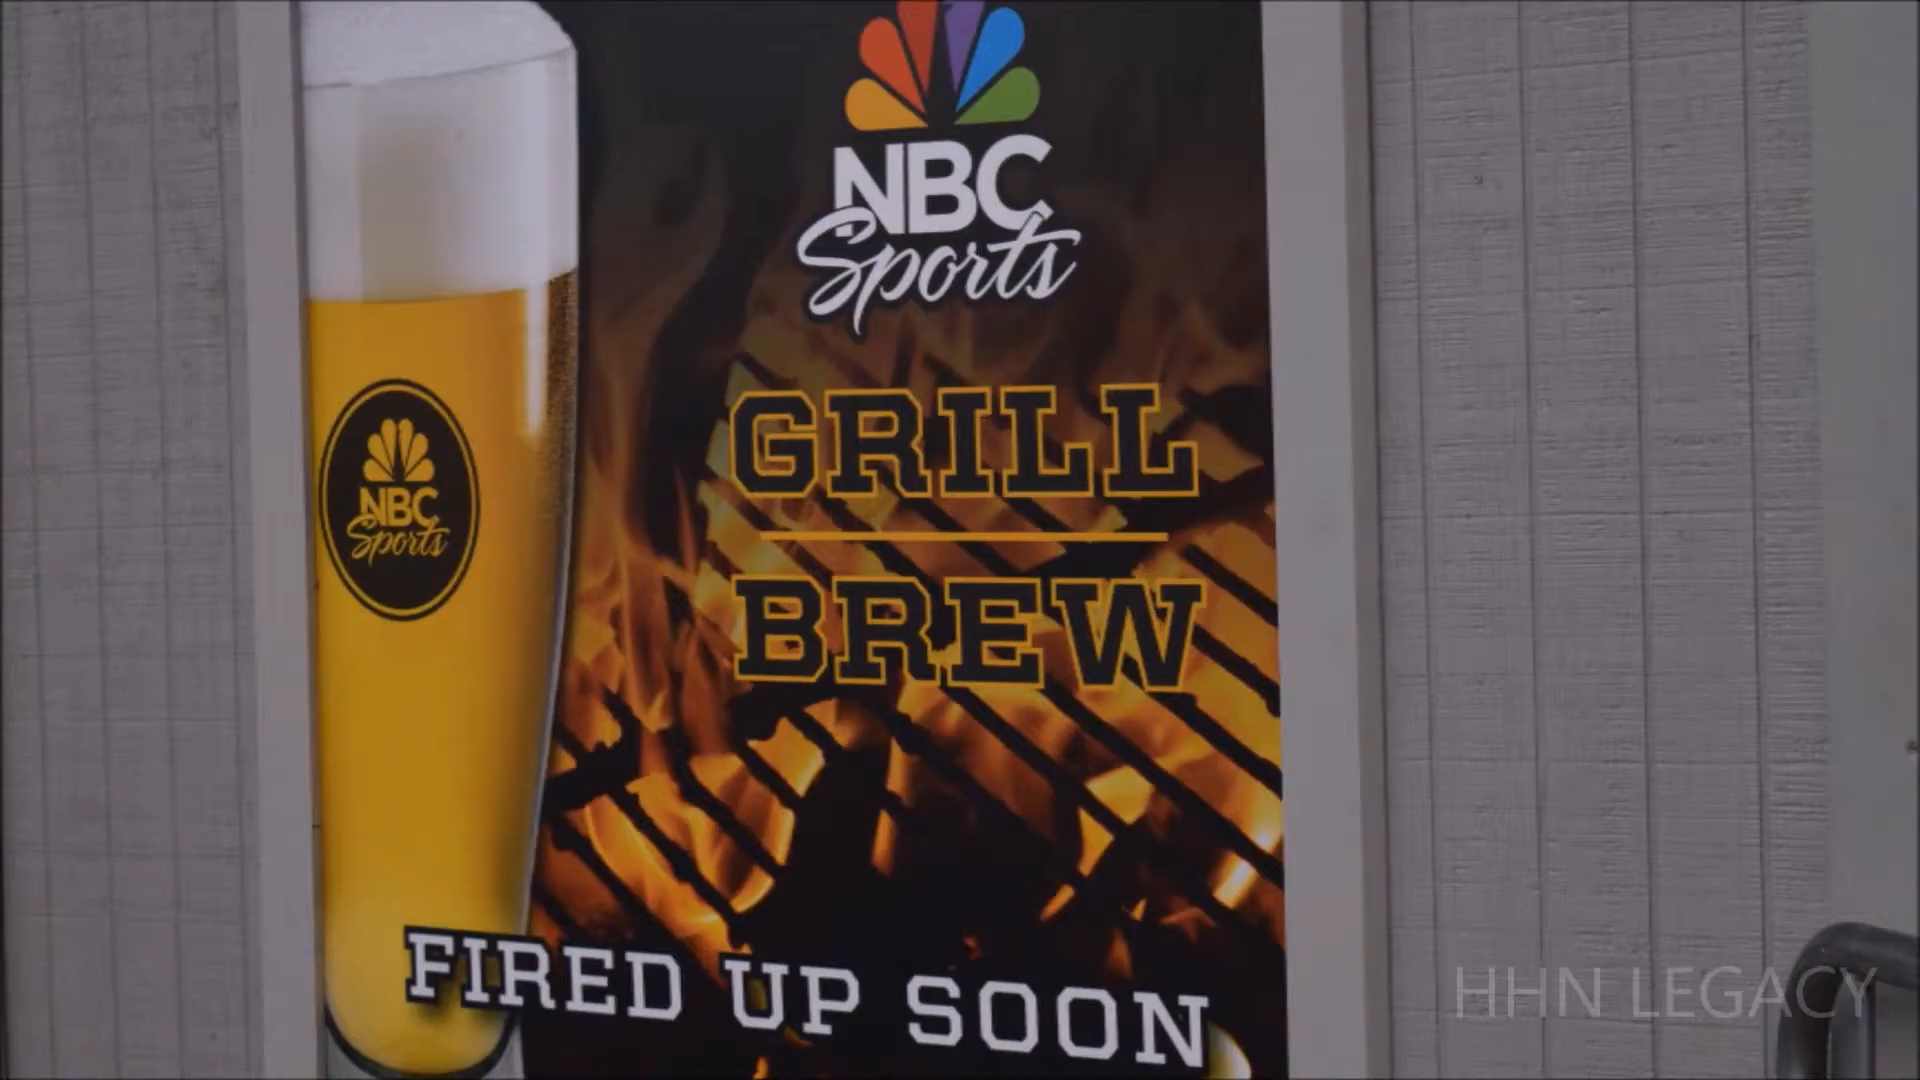 NBC
Sports
GRILL
BREW
NBC
Sports
FIRED UP SOON
HHN LEGACY